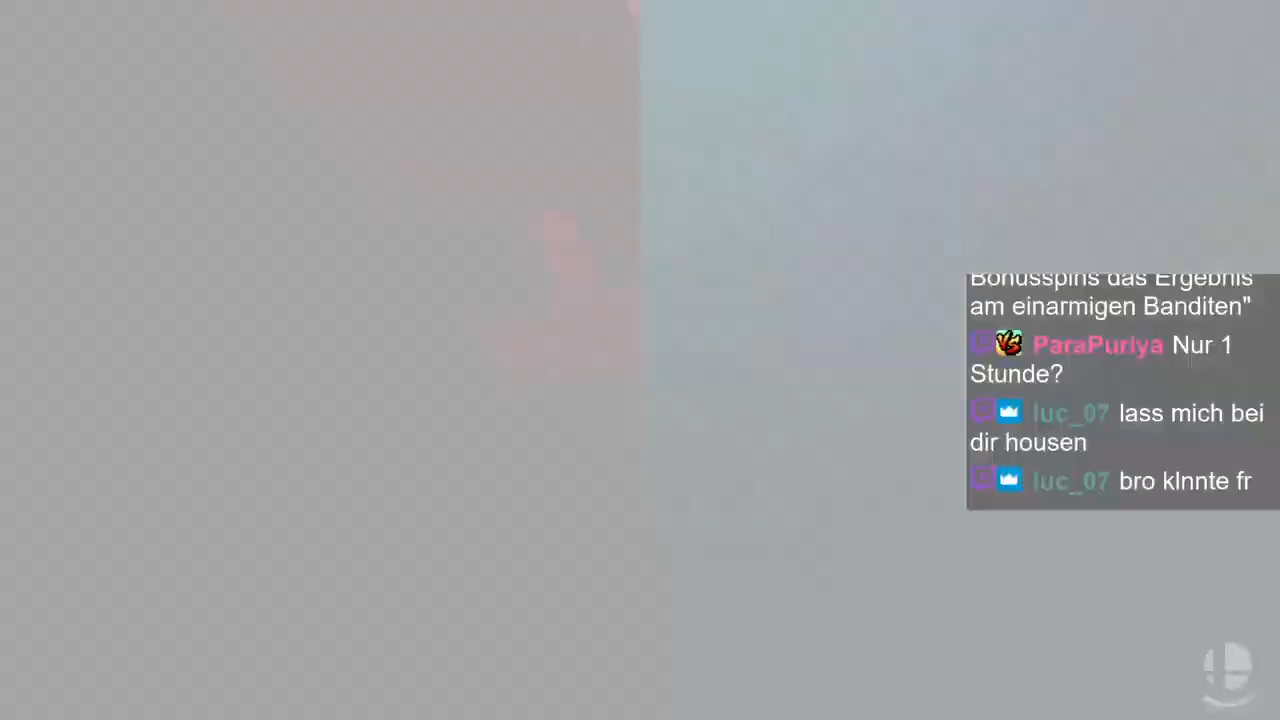 Bonusspins das Ergebnis
am einarmigen Banditen"
ParaPuriya Nur 1
Stunde?
luc_07 lass mich bei
dir housen
luc_07 bro klnnte fr